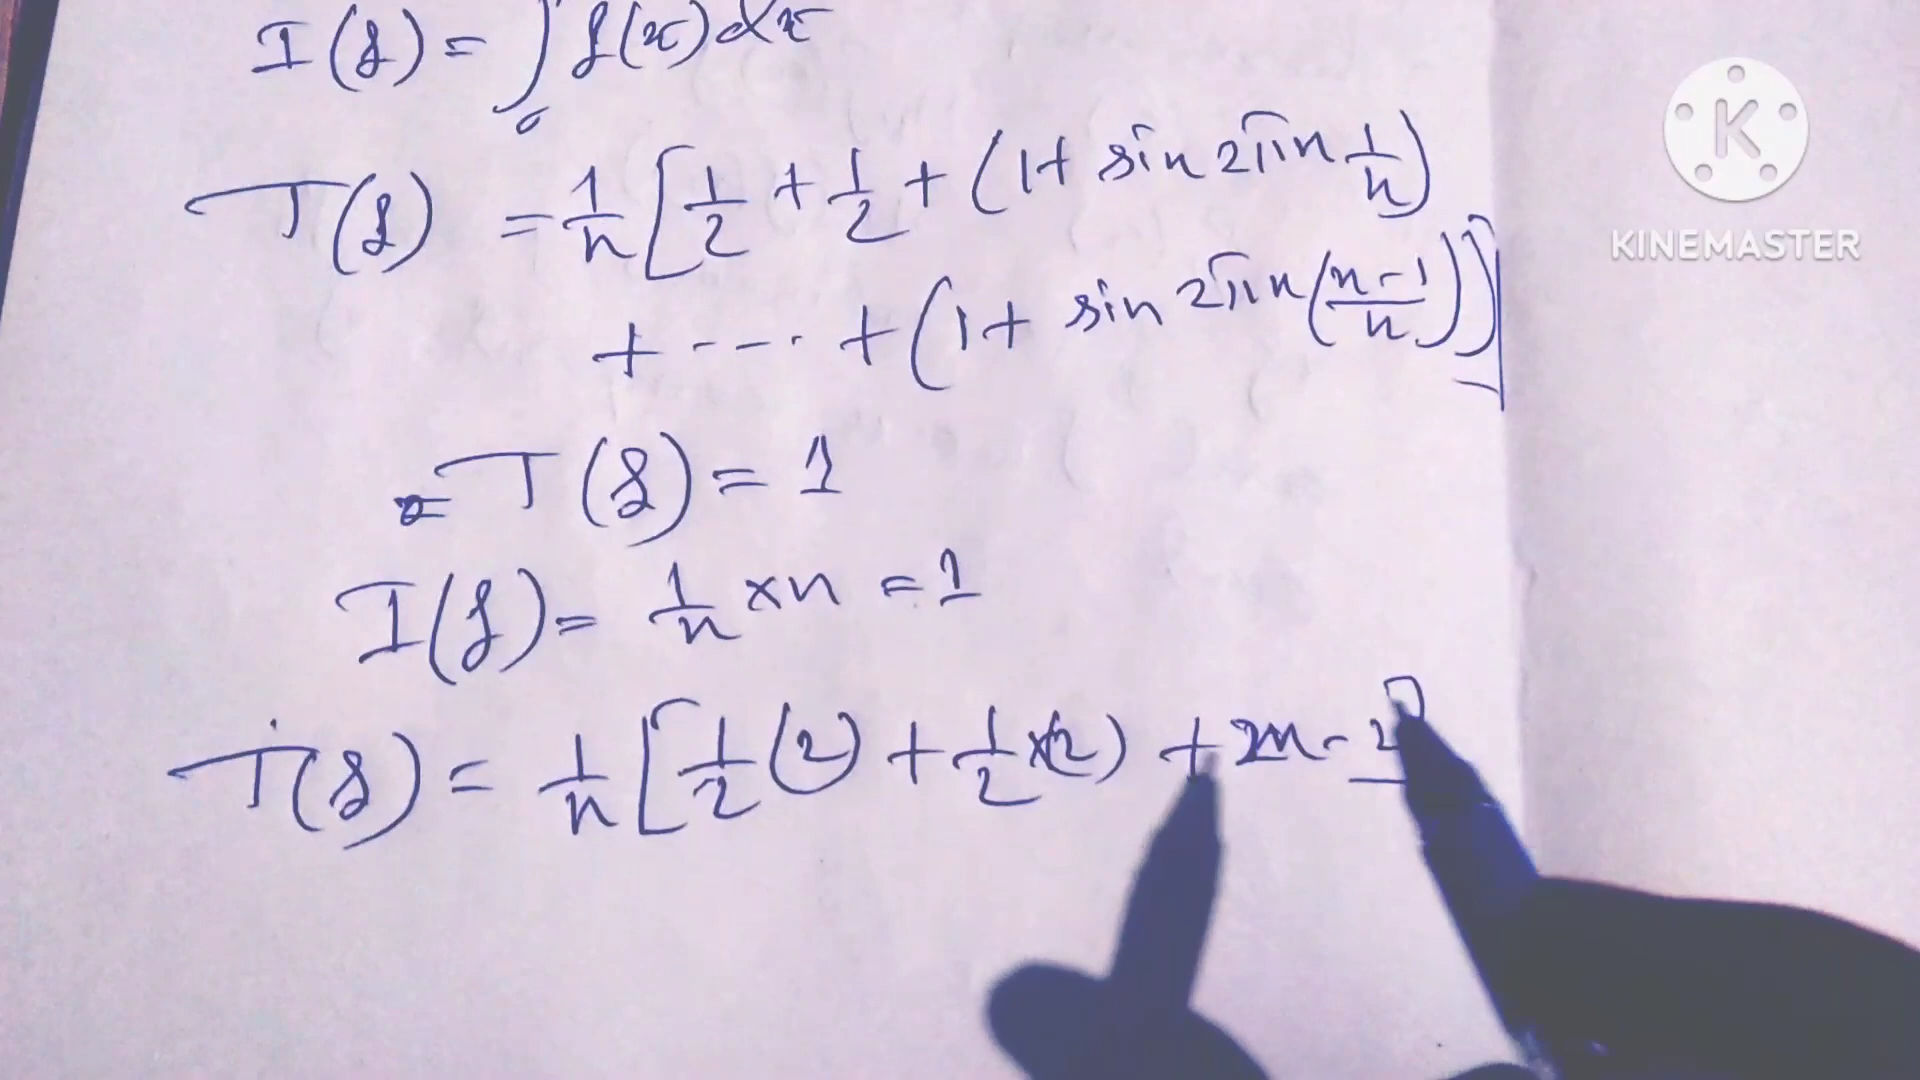 I(f) = ∫₀ f(x)dx
T(f) = 1/n [1/2 + 1/2 + (1+ sin 2πn 1/n)
+ ---- + (1+ sin 2πn (n-1/n))]
= T(f) = 1
I(f) = 1/n × n = 1
T(f) = 1/n [1/2 (2) + 1/2 ×(2) + 2n - 2]
KINEMASTER